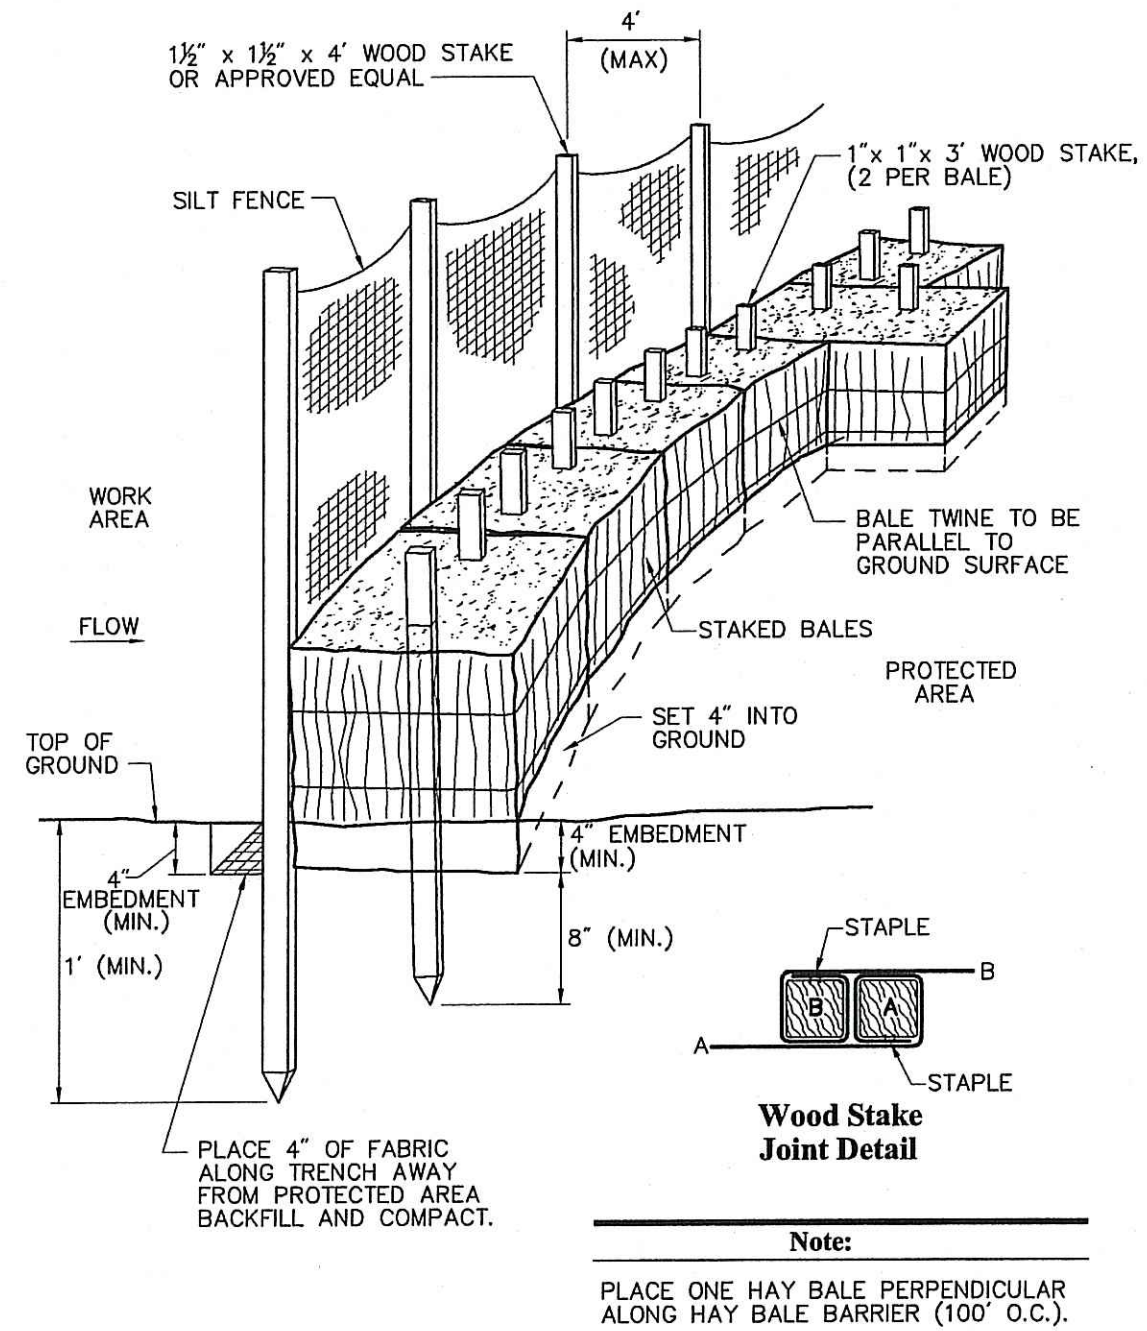 4'
(MAX)
1½" x 1½" x 4' WOOD STAKE
OR APPROVED EQUAL
1"x 1"x 3' WOOD STAKE,
(2 PER BALE)
SILT FENCE
WORK
AREA
FLOW
BALE TWINE TO BE
PARALLEL TO
GROUND SURFACE
STAKED BALES
PROTECTED
AREA
SET 4" INTO
GROUND
TOP OF
GROUND
4" EMBEDMENT
(MIN.)
4"
EMBEDMENT
(MIN.)
1' (MIN.)
8" (MIN.)
STAPLE
B
B
A
A
STAPLE
Wood Stake
Joint Detail
PLACE 4" OF FABRIC
ALONG TRENCH AWAY
FROM PROTECTED AREA
BACKFILL AND COMPACT.
Note:
PLACE ONE HAY BALE PERPENDICULAR
ALONG HAY BALE BARRIER (100' O.C.).